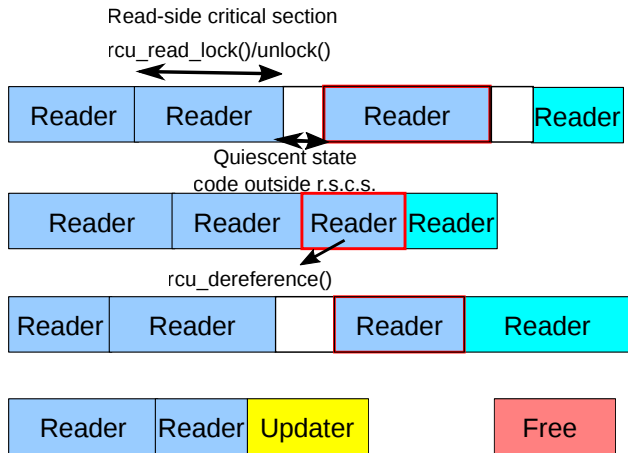 Read-side critical section
rcu_read_lock()/unlock()
Reader Reader Reader Reader
Quiescent state
code outside r.s.c.s.
Reader Reader Reader Reader
rcu_dereference()
Reader Reader Reader Reader
Reader Reader Updater Free